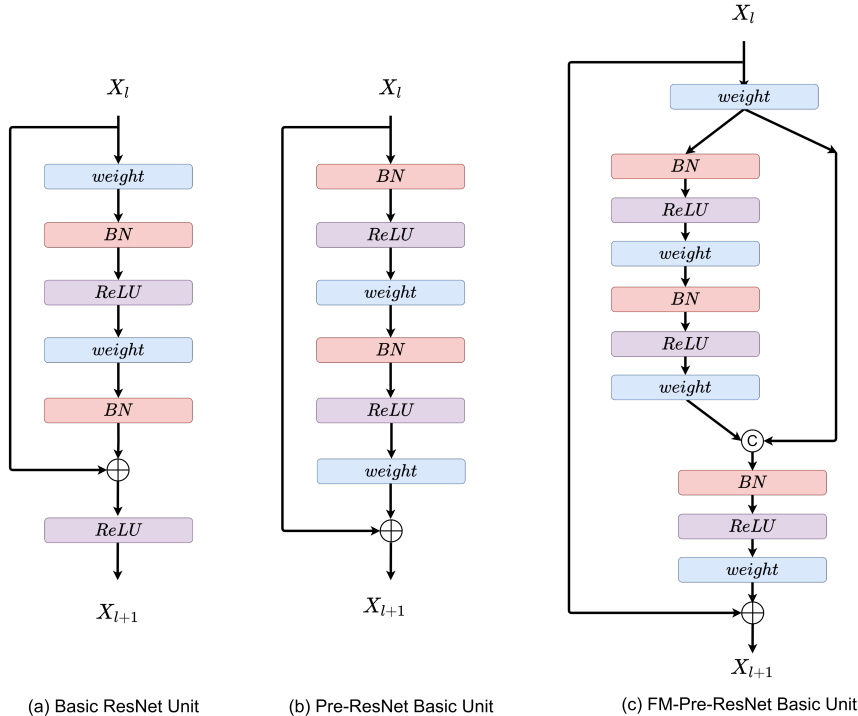 X_l
weight
BN
ReLU
weight
BN
ReLU
X_{l+1}
(a) Basic ResNet Unit
X_l
BN
ReLU
weight
BN
ReLU
weight
X_{l+1}
(b) Pre-ResNet Basic Unit
X_l
weight
BN
ReLU
weight
BN
ReLU
weight
C
BN
ReLU
weight
X_{l+1}
(c) FM-Pre-ResNet Basic Unit